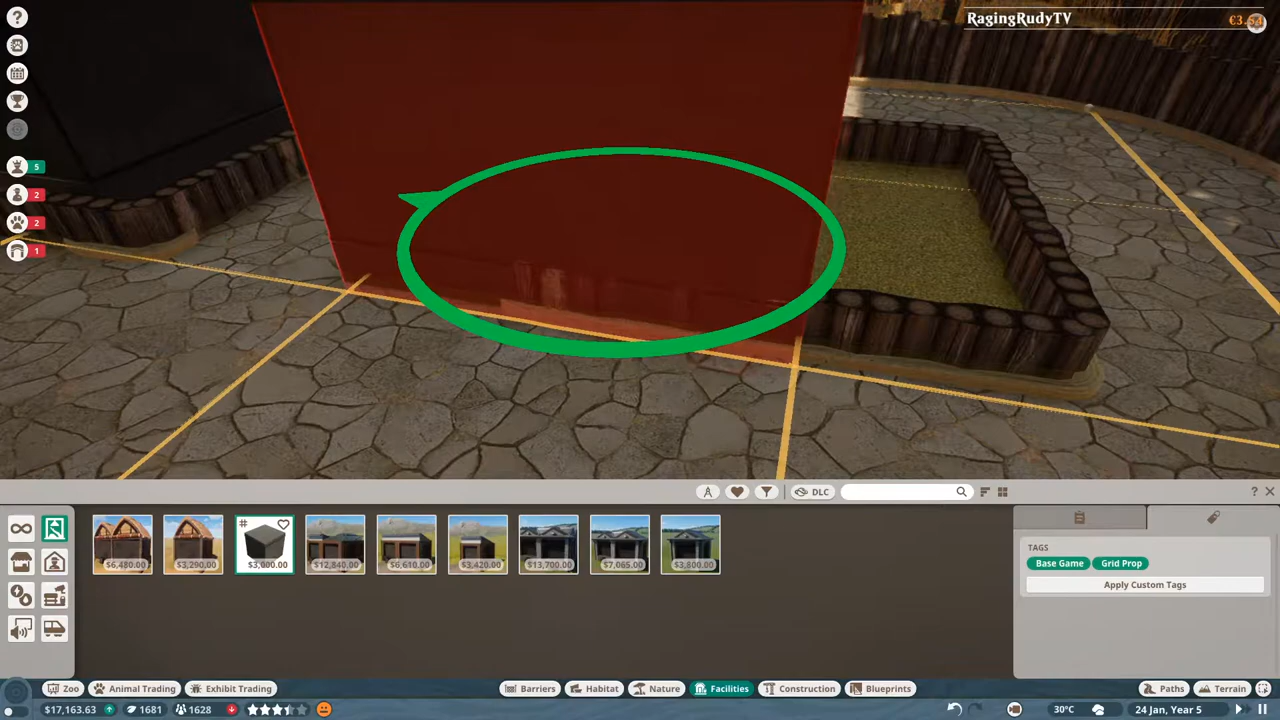 RagingRudyTV
5
2
2
1
DLC
$6,480.00
$3,290.00
$3,000.00
$12,840.00
$6,610.00
$3,420.00
$13,700.00
$7,065.00
$3,800.00
TAGS
Base Game
Grid Prop
Apply Custom Tags
Zoo
Animal Trading
Exhibit Trading
Barriers
Habitat
Nature
Facilities
Construction
Blueprints
Paths
Terrain
$17,163.63
1681
1628
30°C
24 Jan, Year 5